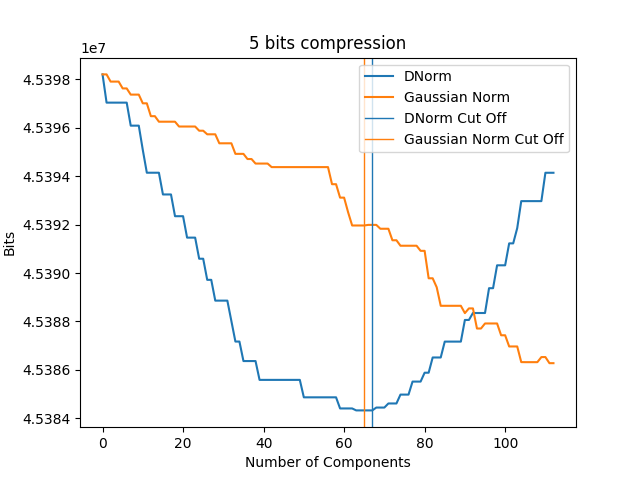 5 bits compression
1e7
4.5398
4.5396
4.5394
4.5392
4.5390
4.5388
4.5386
4.5384
Bits
DNorm
Gaussian Norm
DNorm Cut Off
Gaussian Norm Cut Off
0 20 40 60 80 100
Number of Components